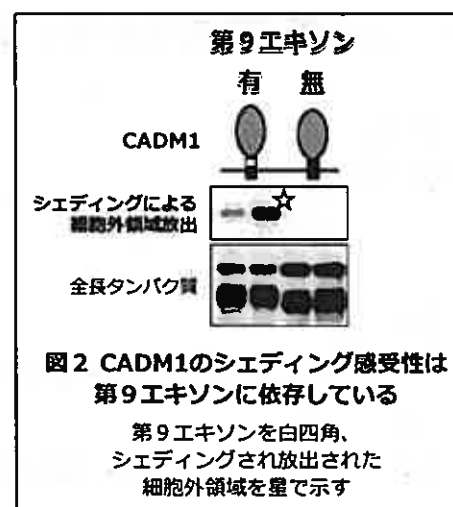 第９エキソン
有 無
CADM1
シェディングによる
細胞外領域放出
☆
全長タンパク質
図２ CADM1のシェディング感受性は
第９エキソンに依存している
第９エキソンを白四角、
シェディングされ放出された
細胞外領域を星で示す